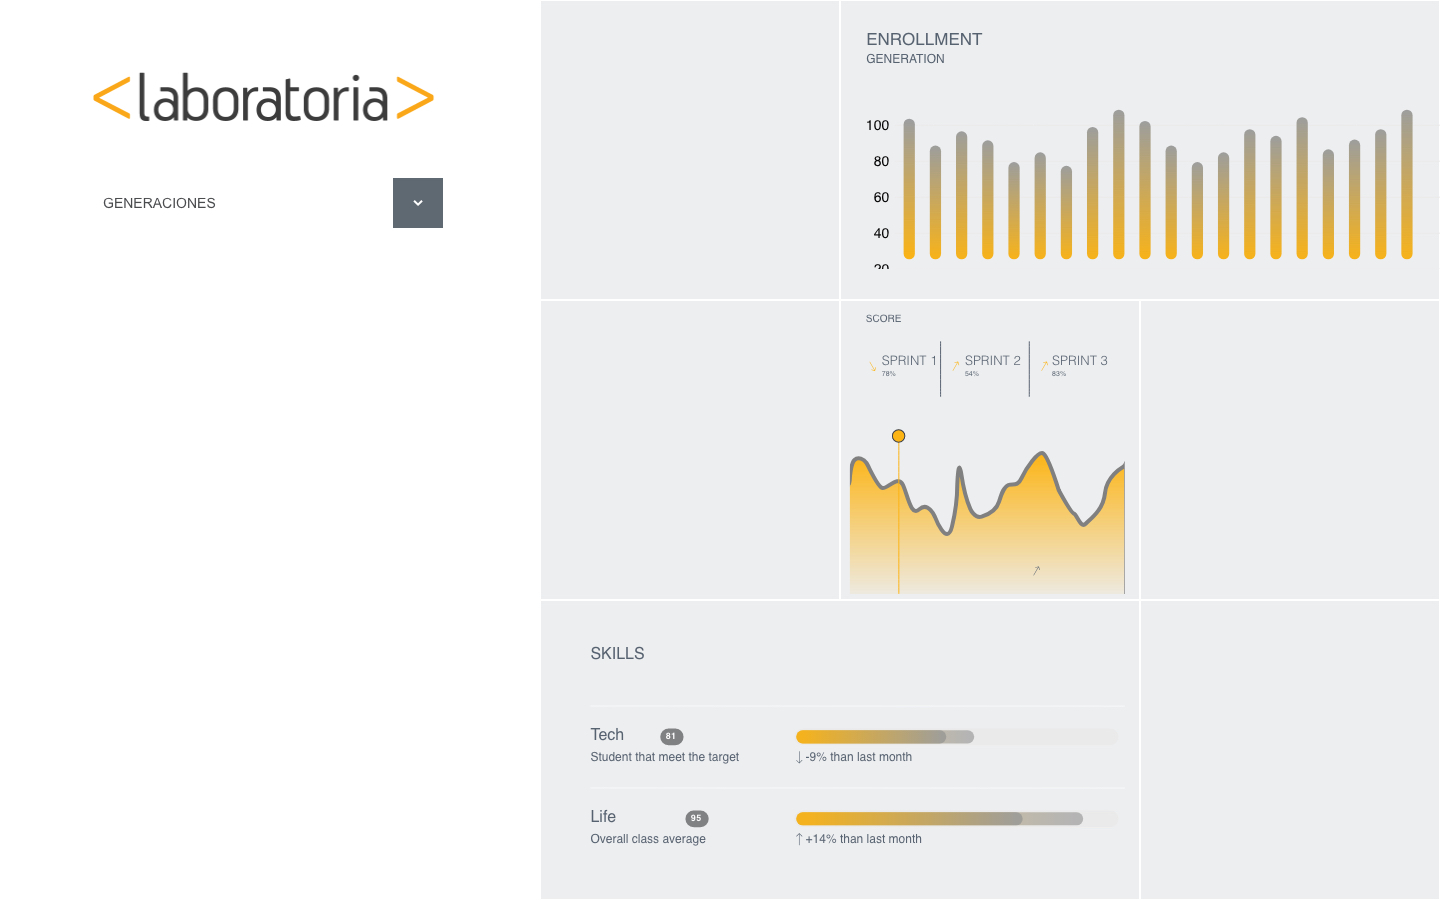 <laboratoria>
GENERACIONES
ENROLLMENT
GENERATION
100
80
60
40
20
SCORE
SPRINT 1
78%
SPRINT 2
54%
SPRINT 3
83%
SKILLS
Tech 81
Student that meet the target
↓ -9% than last month
Life 95
Overall class average
↑ +14% than last month